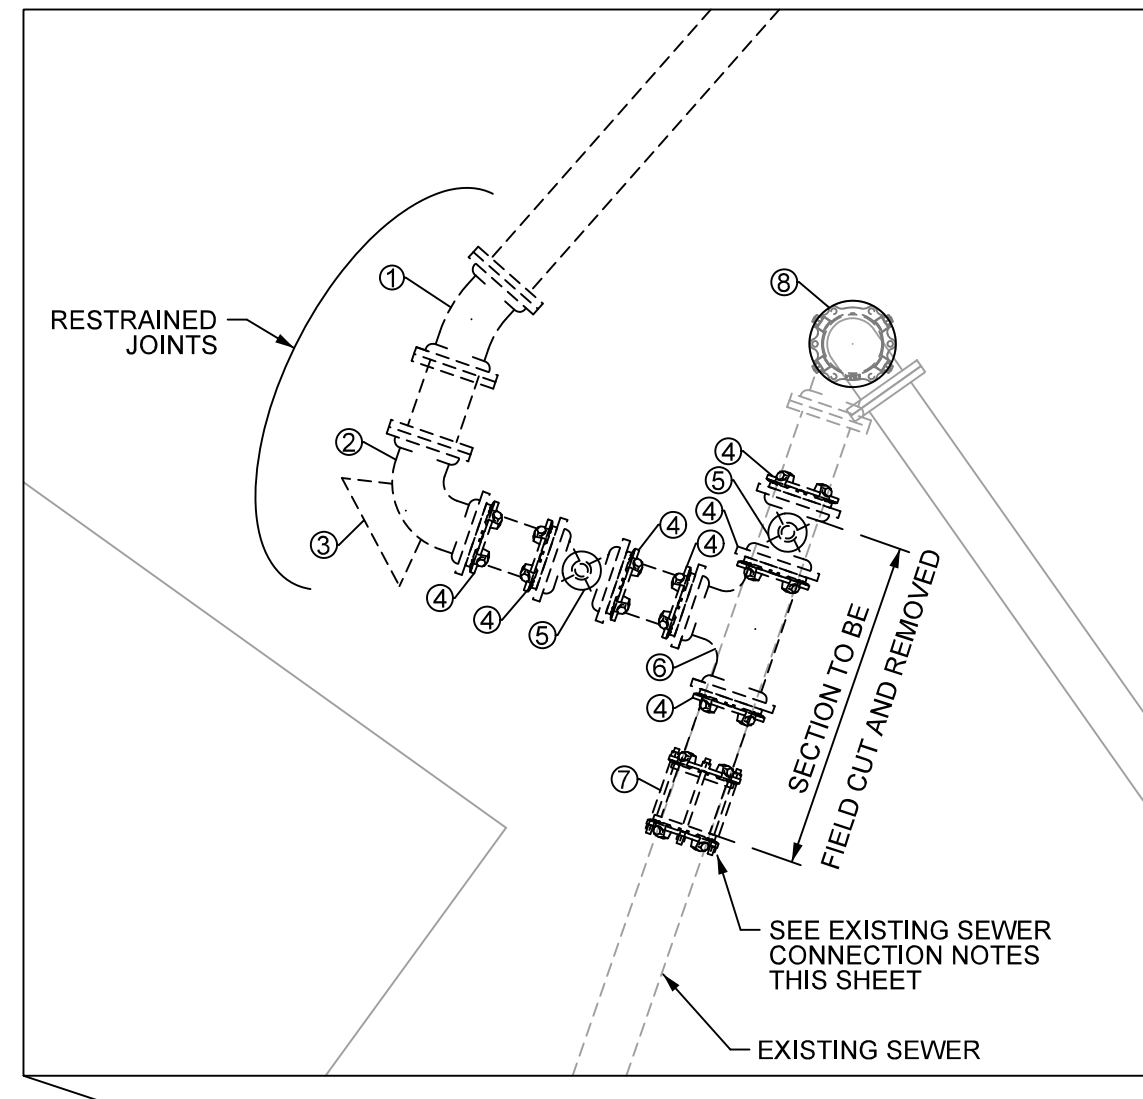 RESTRAINED
JOINTS
1
2
3
4
4
5
4
4
6
4
7
4
5
4
8
SECTION TO BE
FIELD CUT AND REMOVED
SEE EXISTING SEWER
CONNECTION NOTES
THIS SHEET
EXISTING SEWER